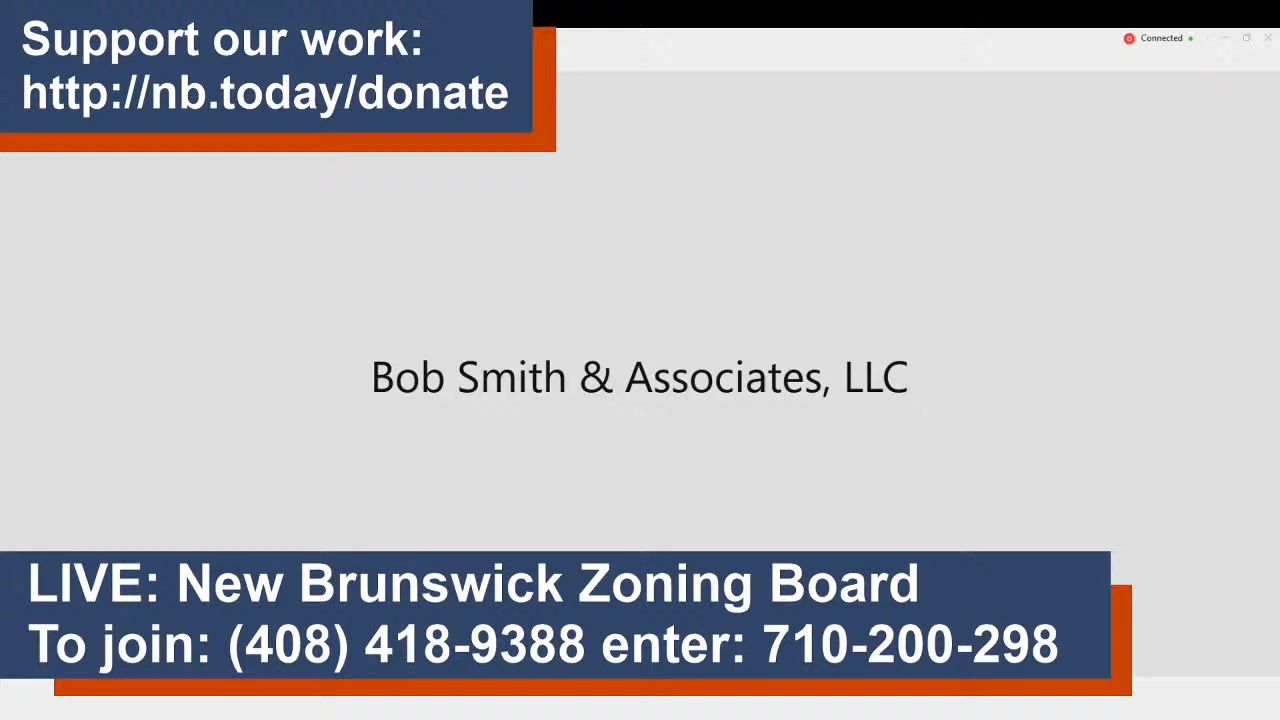 Support our work:
http://nb.today/donate
Connected
Bob Smith & Associates, LLC
LIVE: New Brunswick Zoning Board
To join: (408) 418-9388 enter: 710-200-298